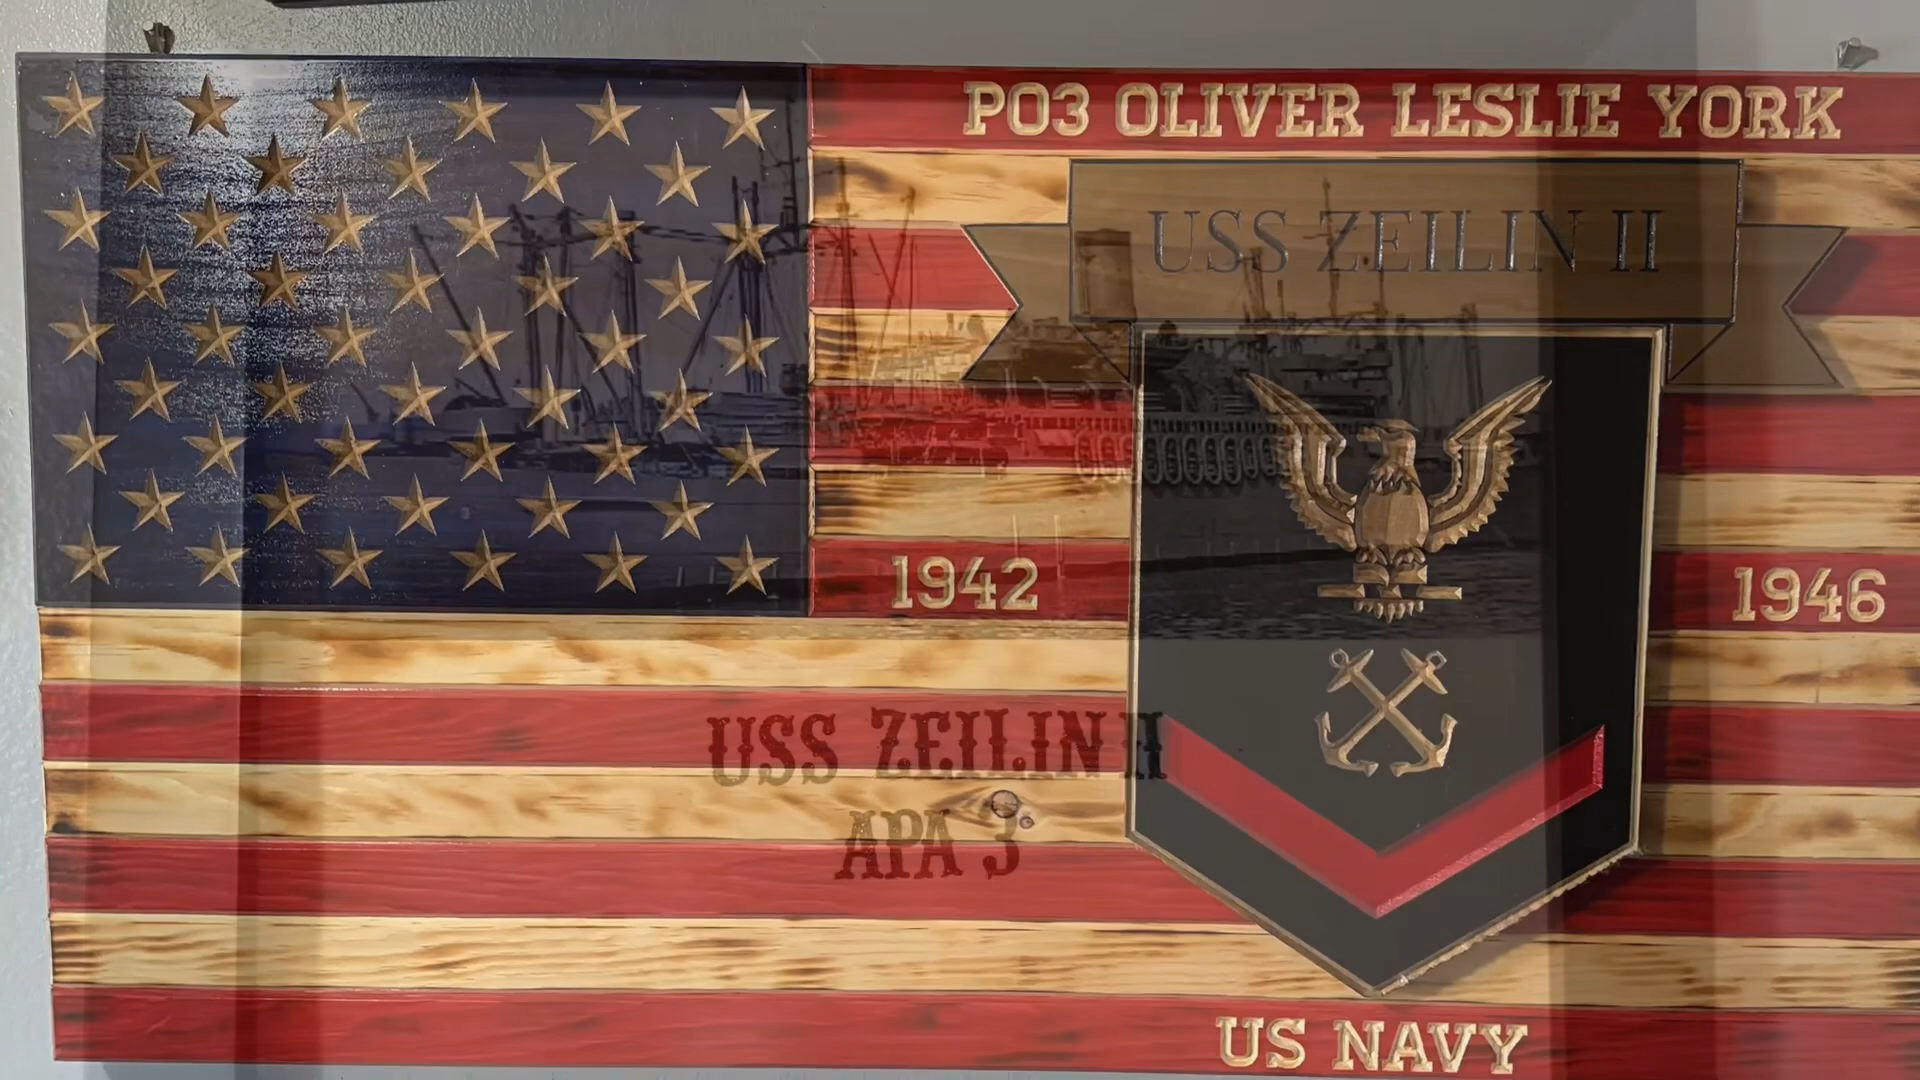 PO3 OLIVER LESLIE YORK
USS ZEILIN II
1942
1946
USS ZEILIN II
APA 3
US NAVY